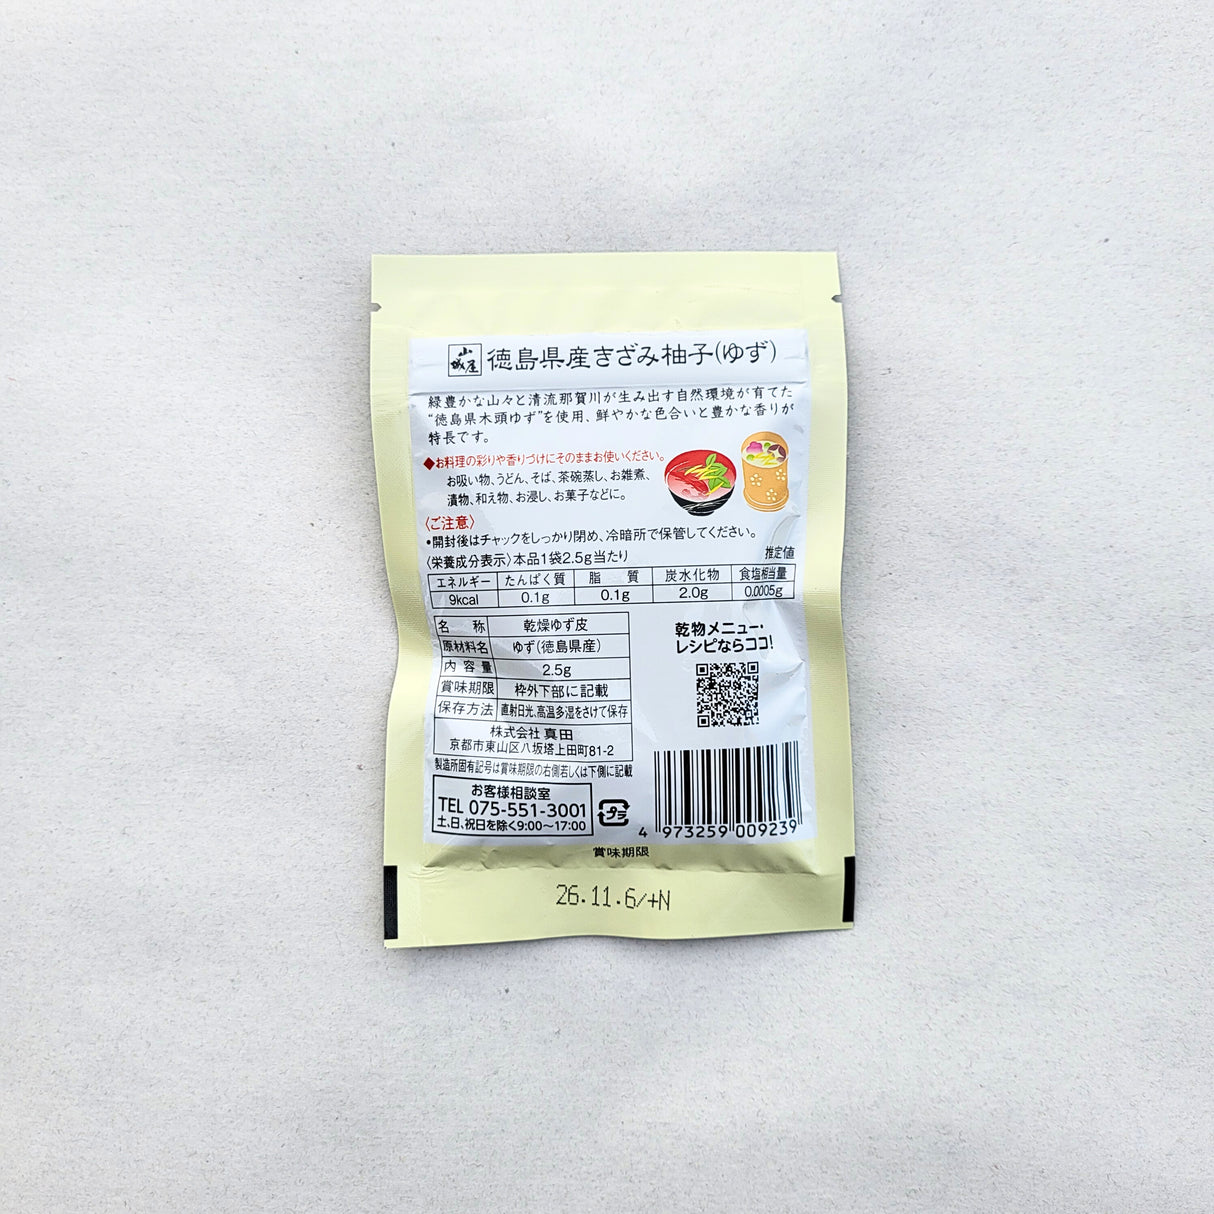 山城屋 徳島県産きざみ柚子(ゆず)
緑豊かな山々と清流那賀川が生み出す自然環境が育てた
“徳島県木頭ゆず”を使用、鮮やかな色合いと豊かな香りが
特長です。
◆お料理の彩りや香りづけにそのままお使いください。
お吸い物、うどん、そば、茶碗蒸し、お雑煮、
漬物、和え物、お浸し、お菓子などに。
〈ご注意〉
•開封後はチャックをしっかり閉め、冷暗所で保管してください。
〈栄養成分表示〉本品1袋2.5g当たり 推定値
エネルギー たんぱく質 脂 質 炭水化物 食塩相当量
9kcal 0.1g 0.1g 2.0g 0.0005g
名 称 乾燥ゆず皮
原材料名 ゆず(徳島県産)
内容量 2.5g
賞味期限 枠外下部に記載
保存方法 直射日光、高温多湿をさけて保存
株式会社 真田
京都市東山区八坂塔上田町81-2
製造所固有記号は賞味期限の右側若しくは下側に記載
乾物メニュー・
レシピならココ!
お客様相談室
TEL 075-551-3001
土、日、祝日を除く9:00〜17:00
プラ
4 973259 009239
賞味期限
26.11.6/+N